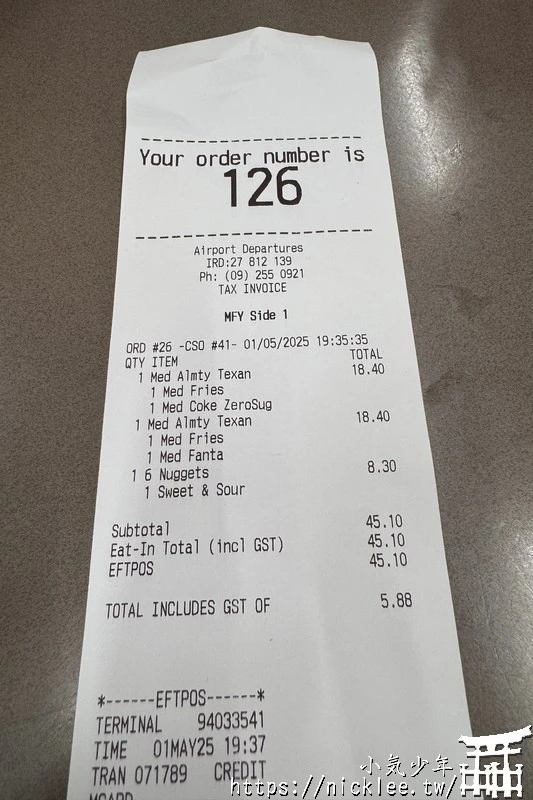 Your order number is
126
Airport Departures
IRD:27 812 139
Ph: (09) 255 0921
TAX INVOICE
MFY Side 1
ORD #26 -CSO #41- 01/05/2025 19:35:35
QTY ITEM TOTAL
1 Med Almty Texan 18.40
1 Med Fries
1 Med Coke ZeroSug
1 Med Almty Texan 18.40
1 Med Fries
1 Med Fanta
1 6 Nuggets 8.30
1 Sweet & Sour
Subtotal 45.10
Eat-In Total (incl GST) 45.10
EFTPOS 45.10
TOTAL INCLUDES GST OF 5.88
*------EFTPOS------*
TERMINAL 94033541
TIME 01MAY25 19:37
TRAN 071789 CREDIT
MCARD
小氣少年
https://nicklee.tw/